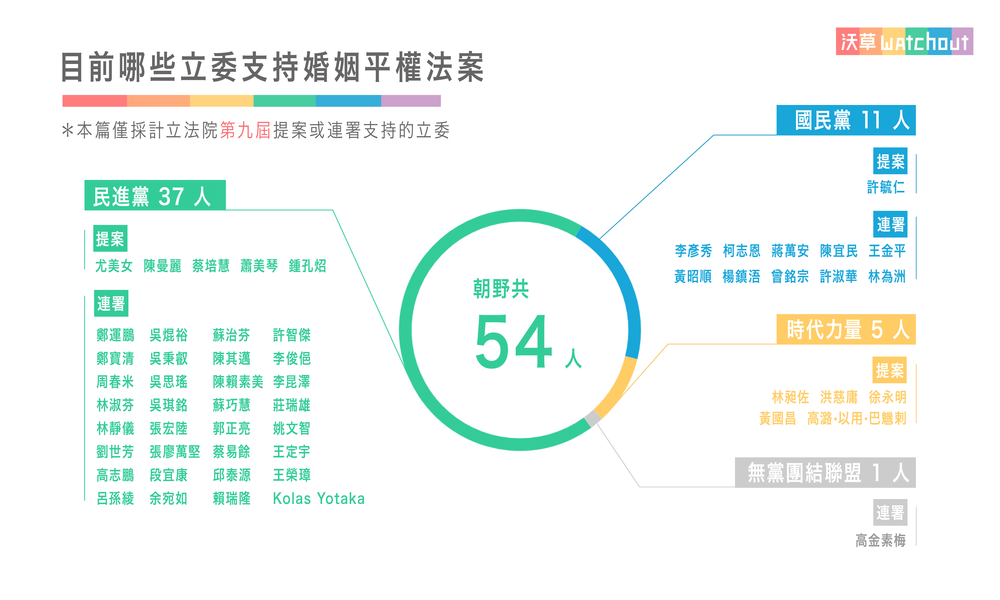 沃草 watchout
目前哪些立委支持婚姻平權法案
＊本篇僅採計立法院第九屆提案或連署支持的立委
民進黨 37 人
提案
尤美女 陳曼麗 蔡培慧 蕭美琴 鍾孔炤
連署
鄭運鵬 吳焜裕 蘇治芬 許智傑
鄭寶清 吳秉叡 陳其邁 李俊俋
周春米 吳思瑤 陳賴素美 李昆澤
林淑芬 吳琪銘 蘇巧慧 莊瑞雄
林靜儀 張宏陸 郭正亮 姚文智
劉世芳 張廖萬堅 蔡易餘 王定宇
高志鵬 段宜康 邱泰源 王榮璋
呂孫綾 余宛如 賴瑞隆 Kolas Yotaka
朝野共
54 人
國民黨 11 人
提案
許毓仁
連署
李彥秀 柯志恩 蔣萬安 陳宜民 王金平
黃昭順 楊鎮浯 曾銘宗 許淑華 林為洲
時代力量 5 人
提案
林昶佐 洪慈庸 徐永明
黃國昌 高潞·以用·巴魕剌
無黨團結聯盟 1 人
連署
高金素梅